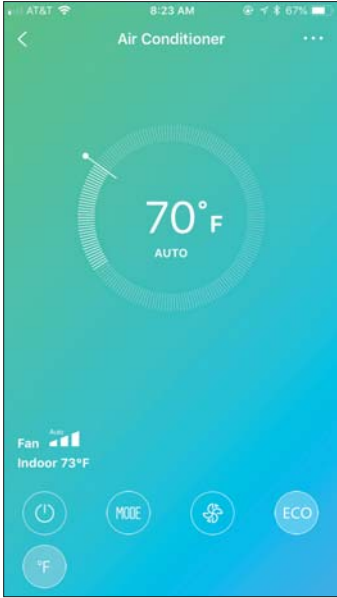 AT&T 8:23 AM 67%
Air Conditioner
70°F
AUTO
Auto
Fan
Indoor 73°F
MODE
ECO
°F